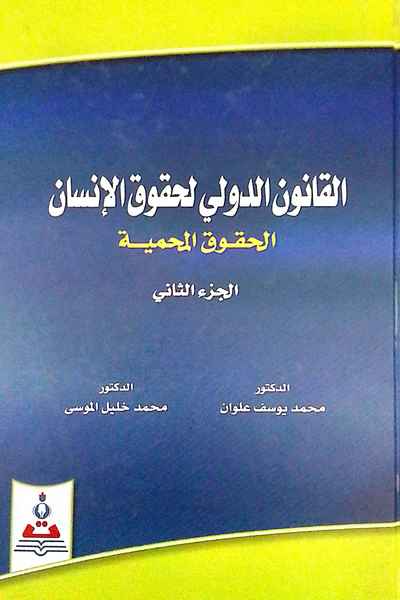 القانون الدولي لحقوق الإنسان
الحقوق المحمية
الجزء الثاني
الدكتور
محمد يوسف علوان
الدكتور
محمد خليل الموسى